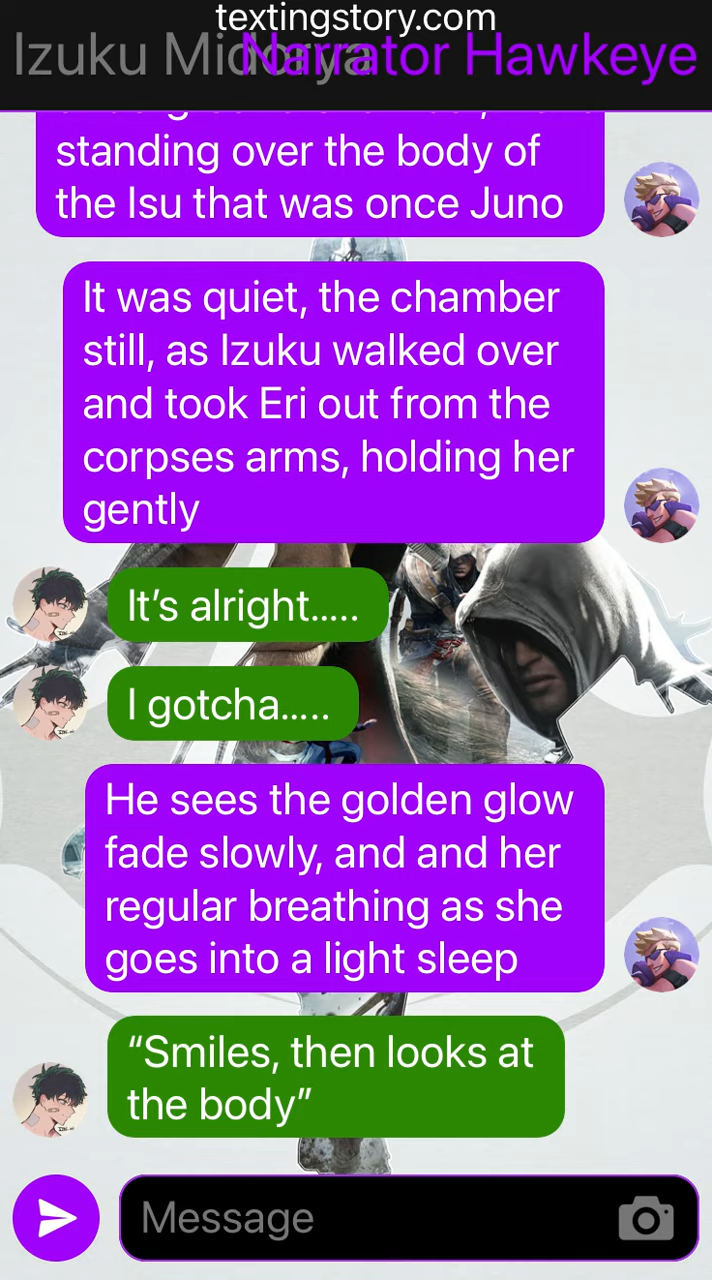 textingstory.com
Izuku Midoriya
Narrator Hawkeye
standing over the body of
the Isu that was once Juno
It was quiet, the chamber
still, as Izuku walked over
and took Eri out from the
corpses arms, holding her
gently
It’s alright.....
I gotcha.....
He sees the golden glow
fade slowly, and and her
regular breathing as she
goes into a light sleep
“Smiles, then looks at
the body”
Message